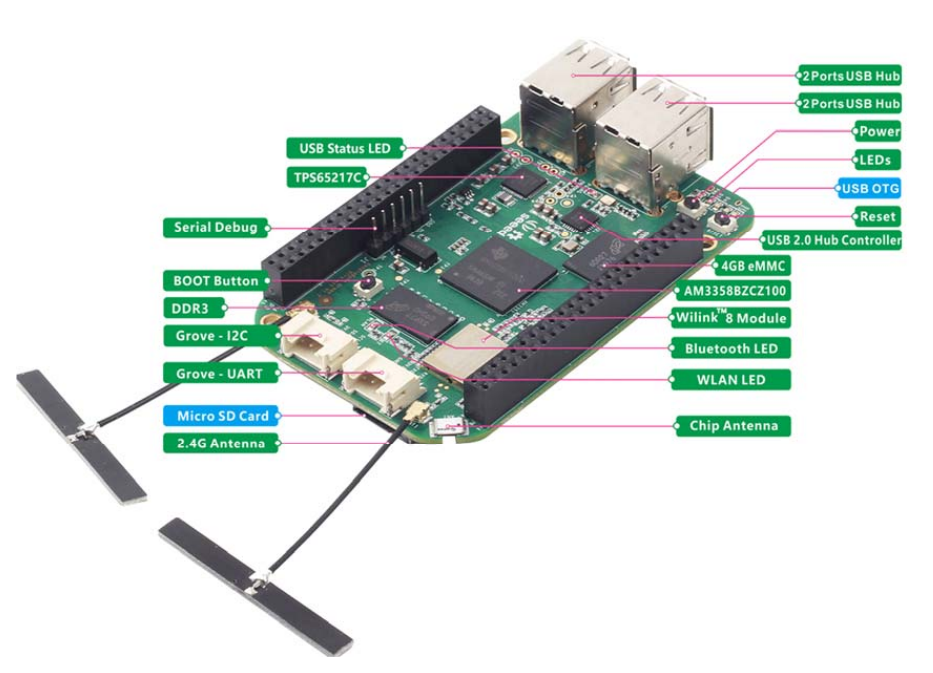 2 Ports USB Hub
2 Ports USB Hub
Power
LEDs
USB OTG
Reset
USB 2.0 Hub Controller
4GB eMMC
AM3358BZCZ100
Wilink™8 Module
Bluetooth LED
WLAN LED
Chip Antenna
USB Status LED
TPS65217C
Serial Debug
BOOT Button
DDR3
Grove - I2C
Grove - UART
Micro SD Card
2.4G Antenna
seeed